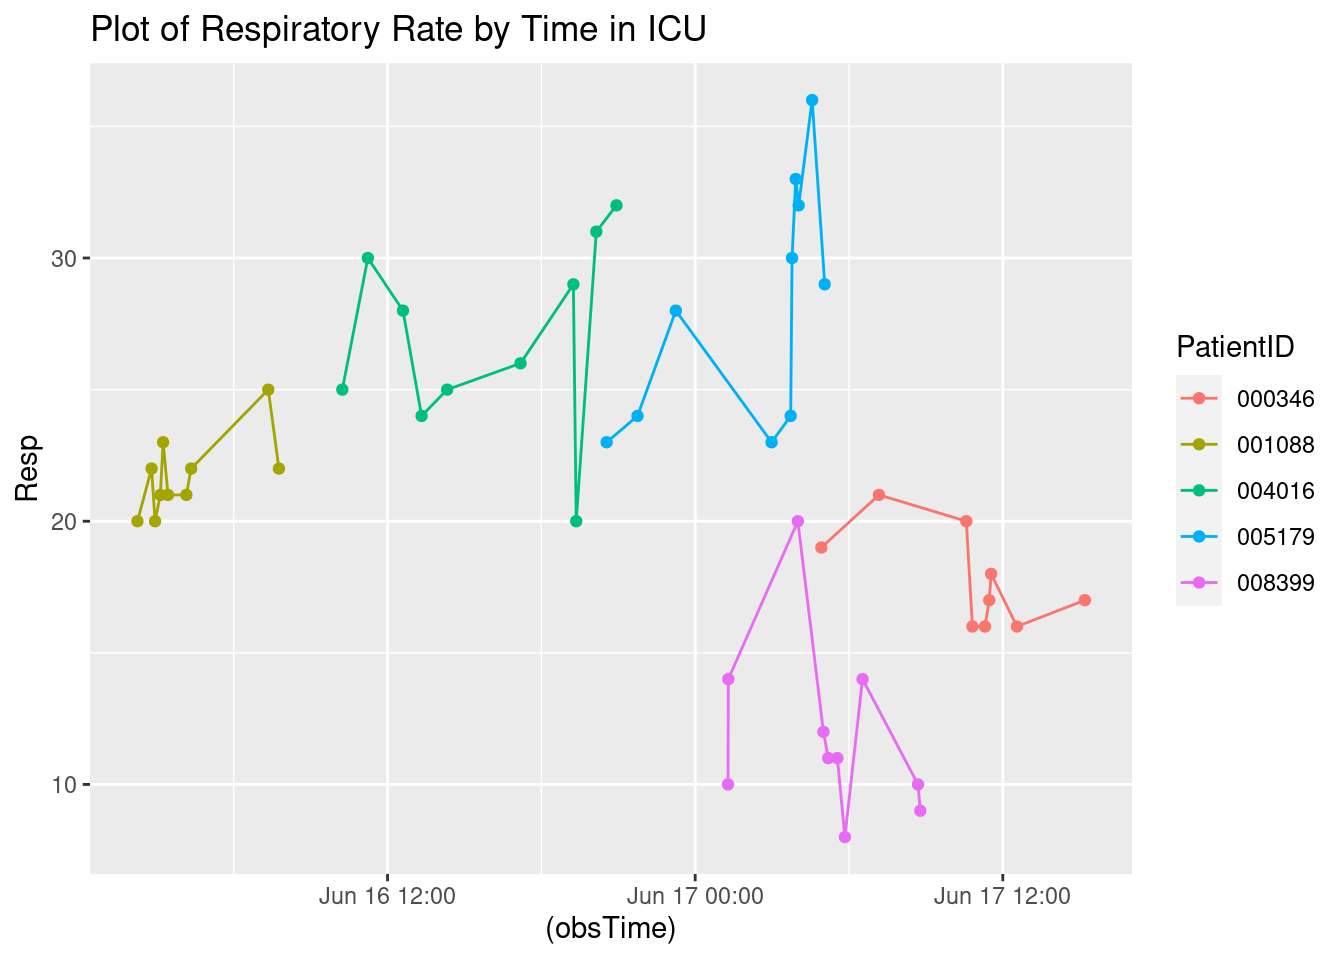 Plot of Respiratory Rate by Time in ICU
Resp
30
20
10
Jun 16 12:00
Jun 17 00:00
Jun 17 12:00
(obsTime)
PatientID
000346
001088
004016
005179
008399